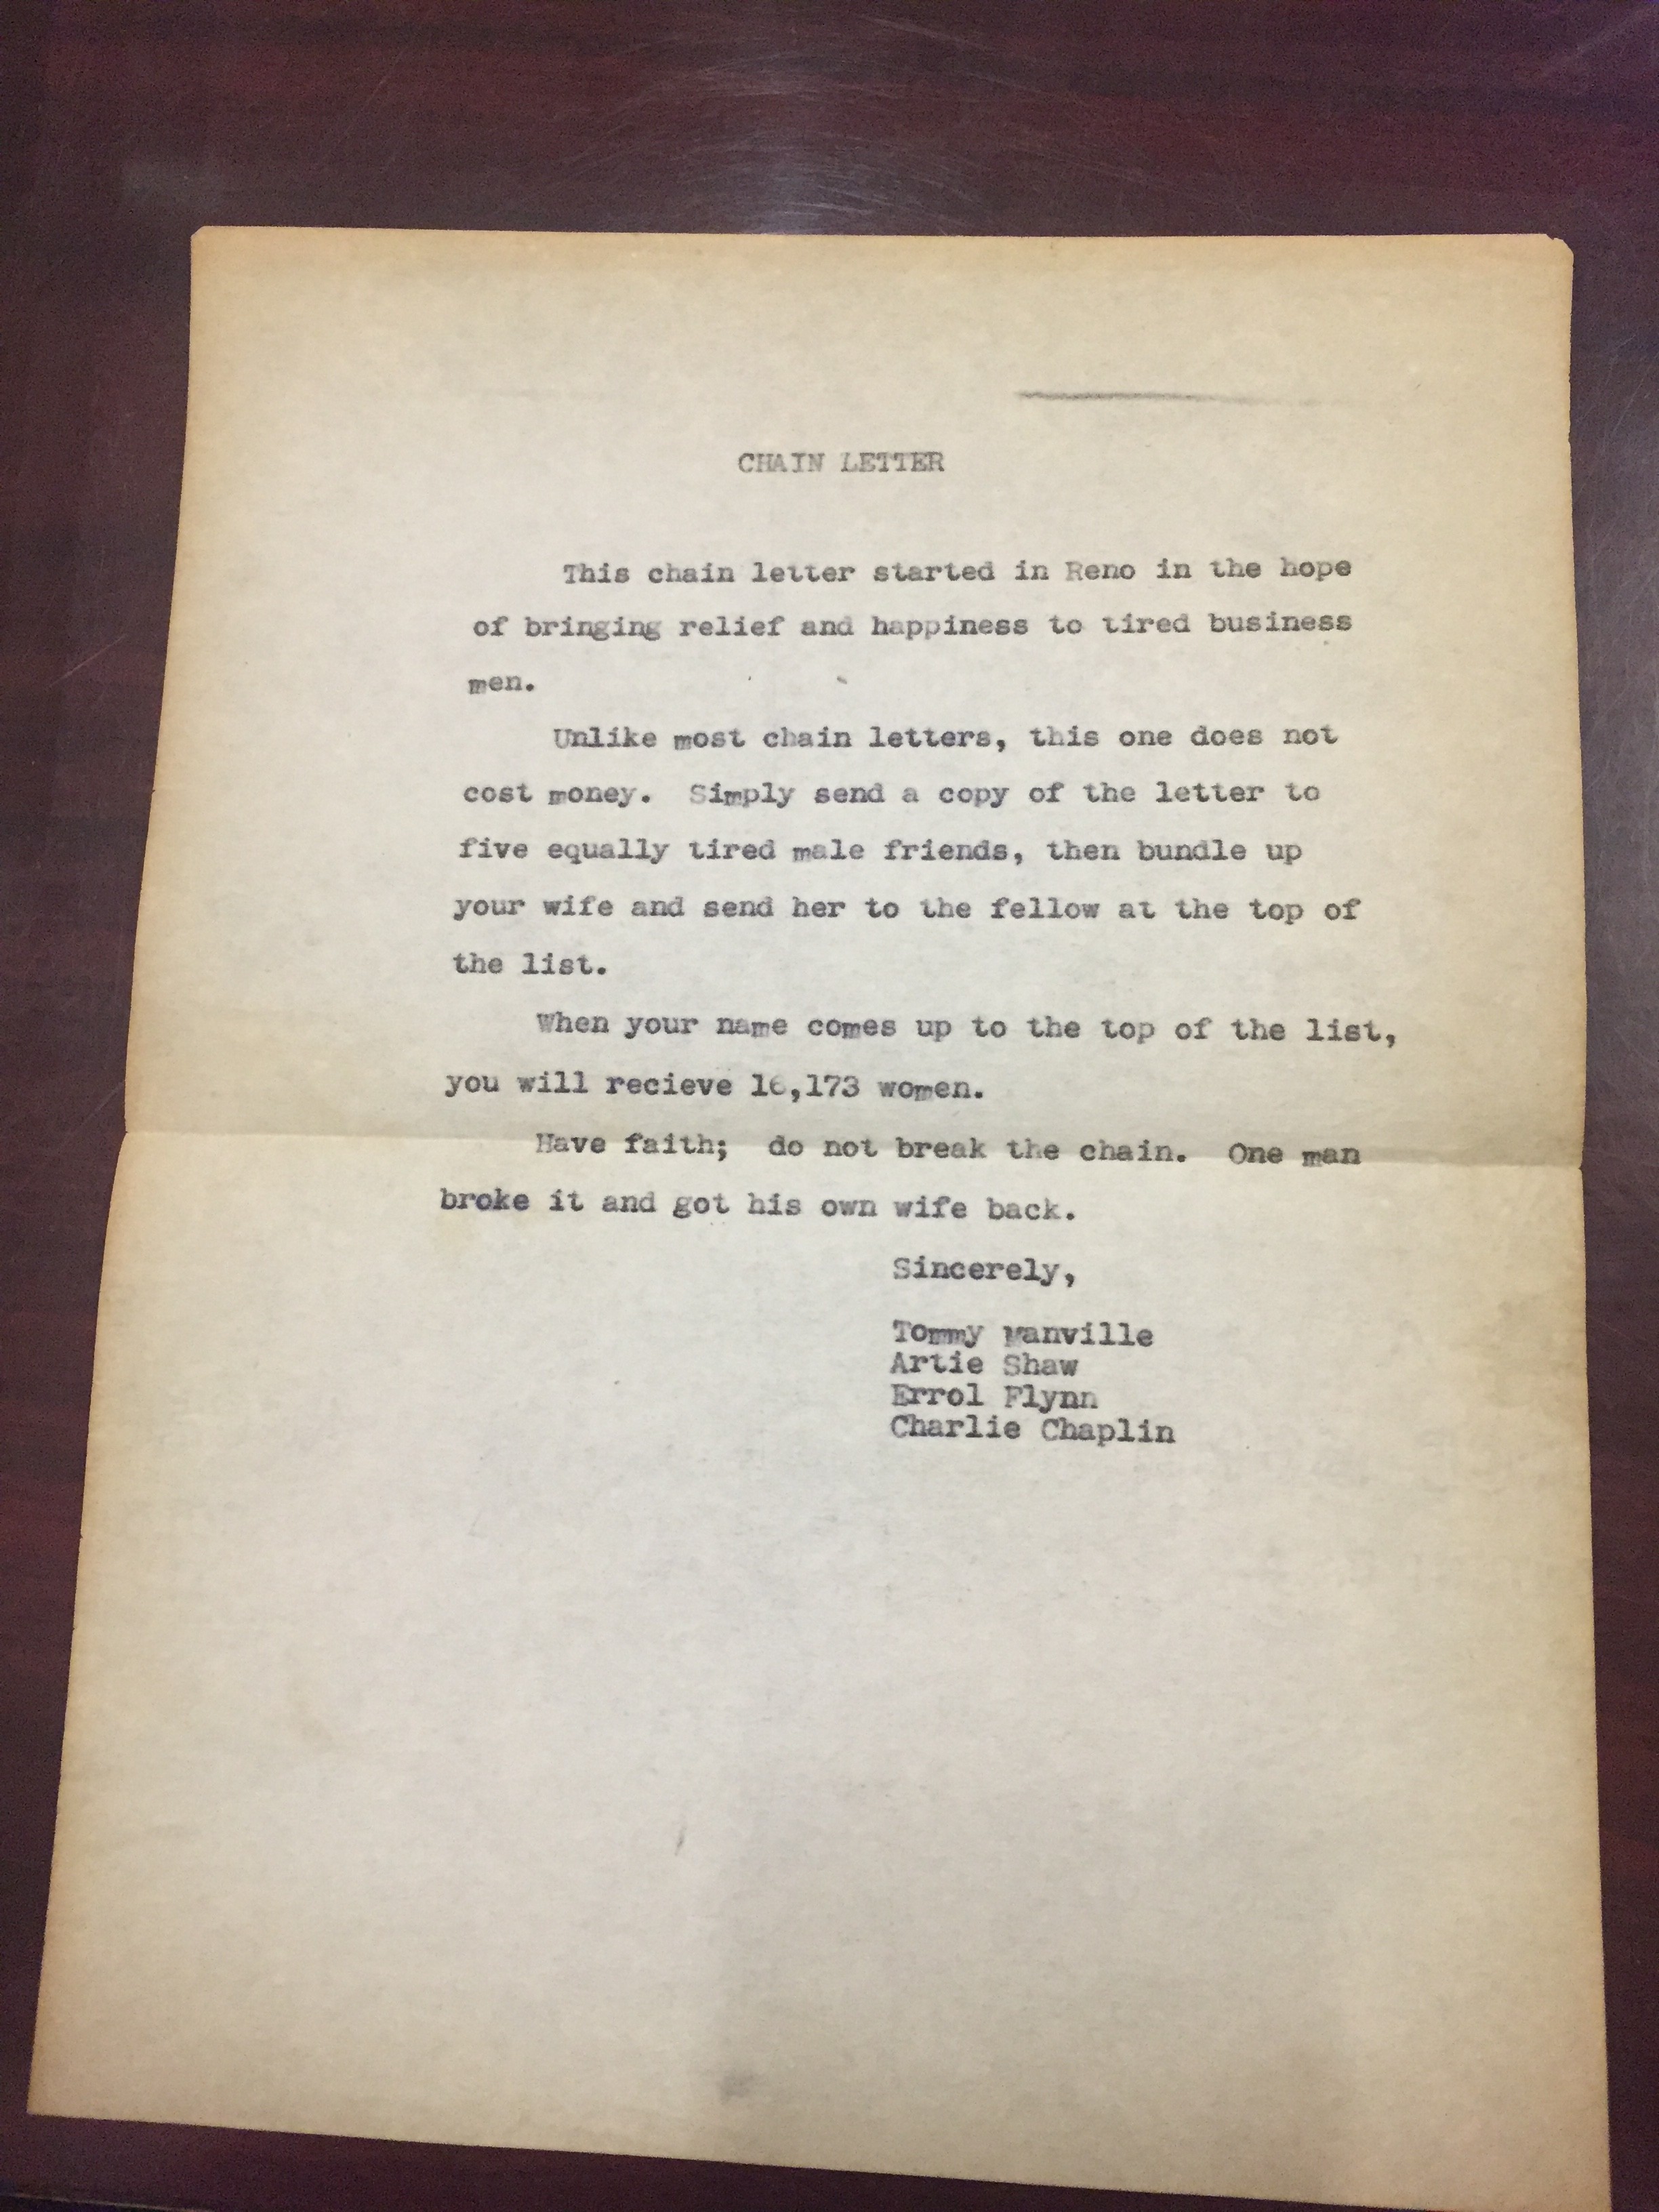 CHAIN LETTER
This chain letter started in Reno in the hope
of bringing relief and happiness to tired business
men.
Unlike most chain letters, this one does not
cost money. Simply send a copy of the letter to
five equally tired male friends, then bundle up
your wife and send her to the fellow at the top of
the list.
When your name comes up to the top of the list,
you will recieve 16,173 women.
Have faith; do not break the chain. One man
broke it and got his own wife back.
Sincerely,
Tommy Manville
Artie Shaw
Errol Flynn
Charlie Chaplin